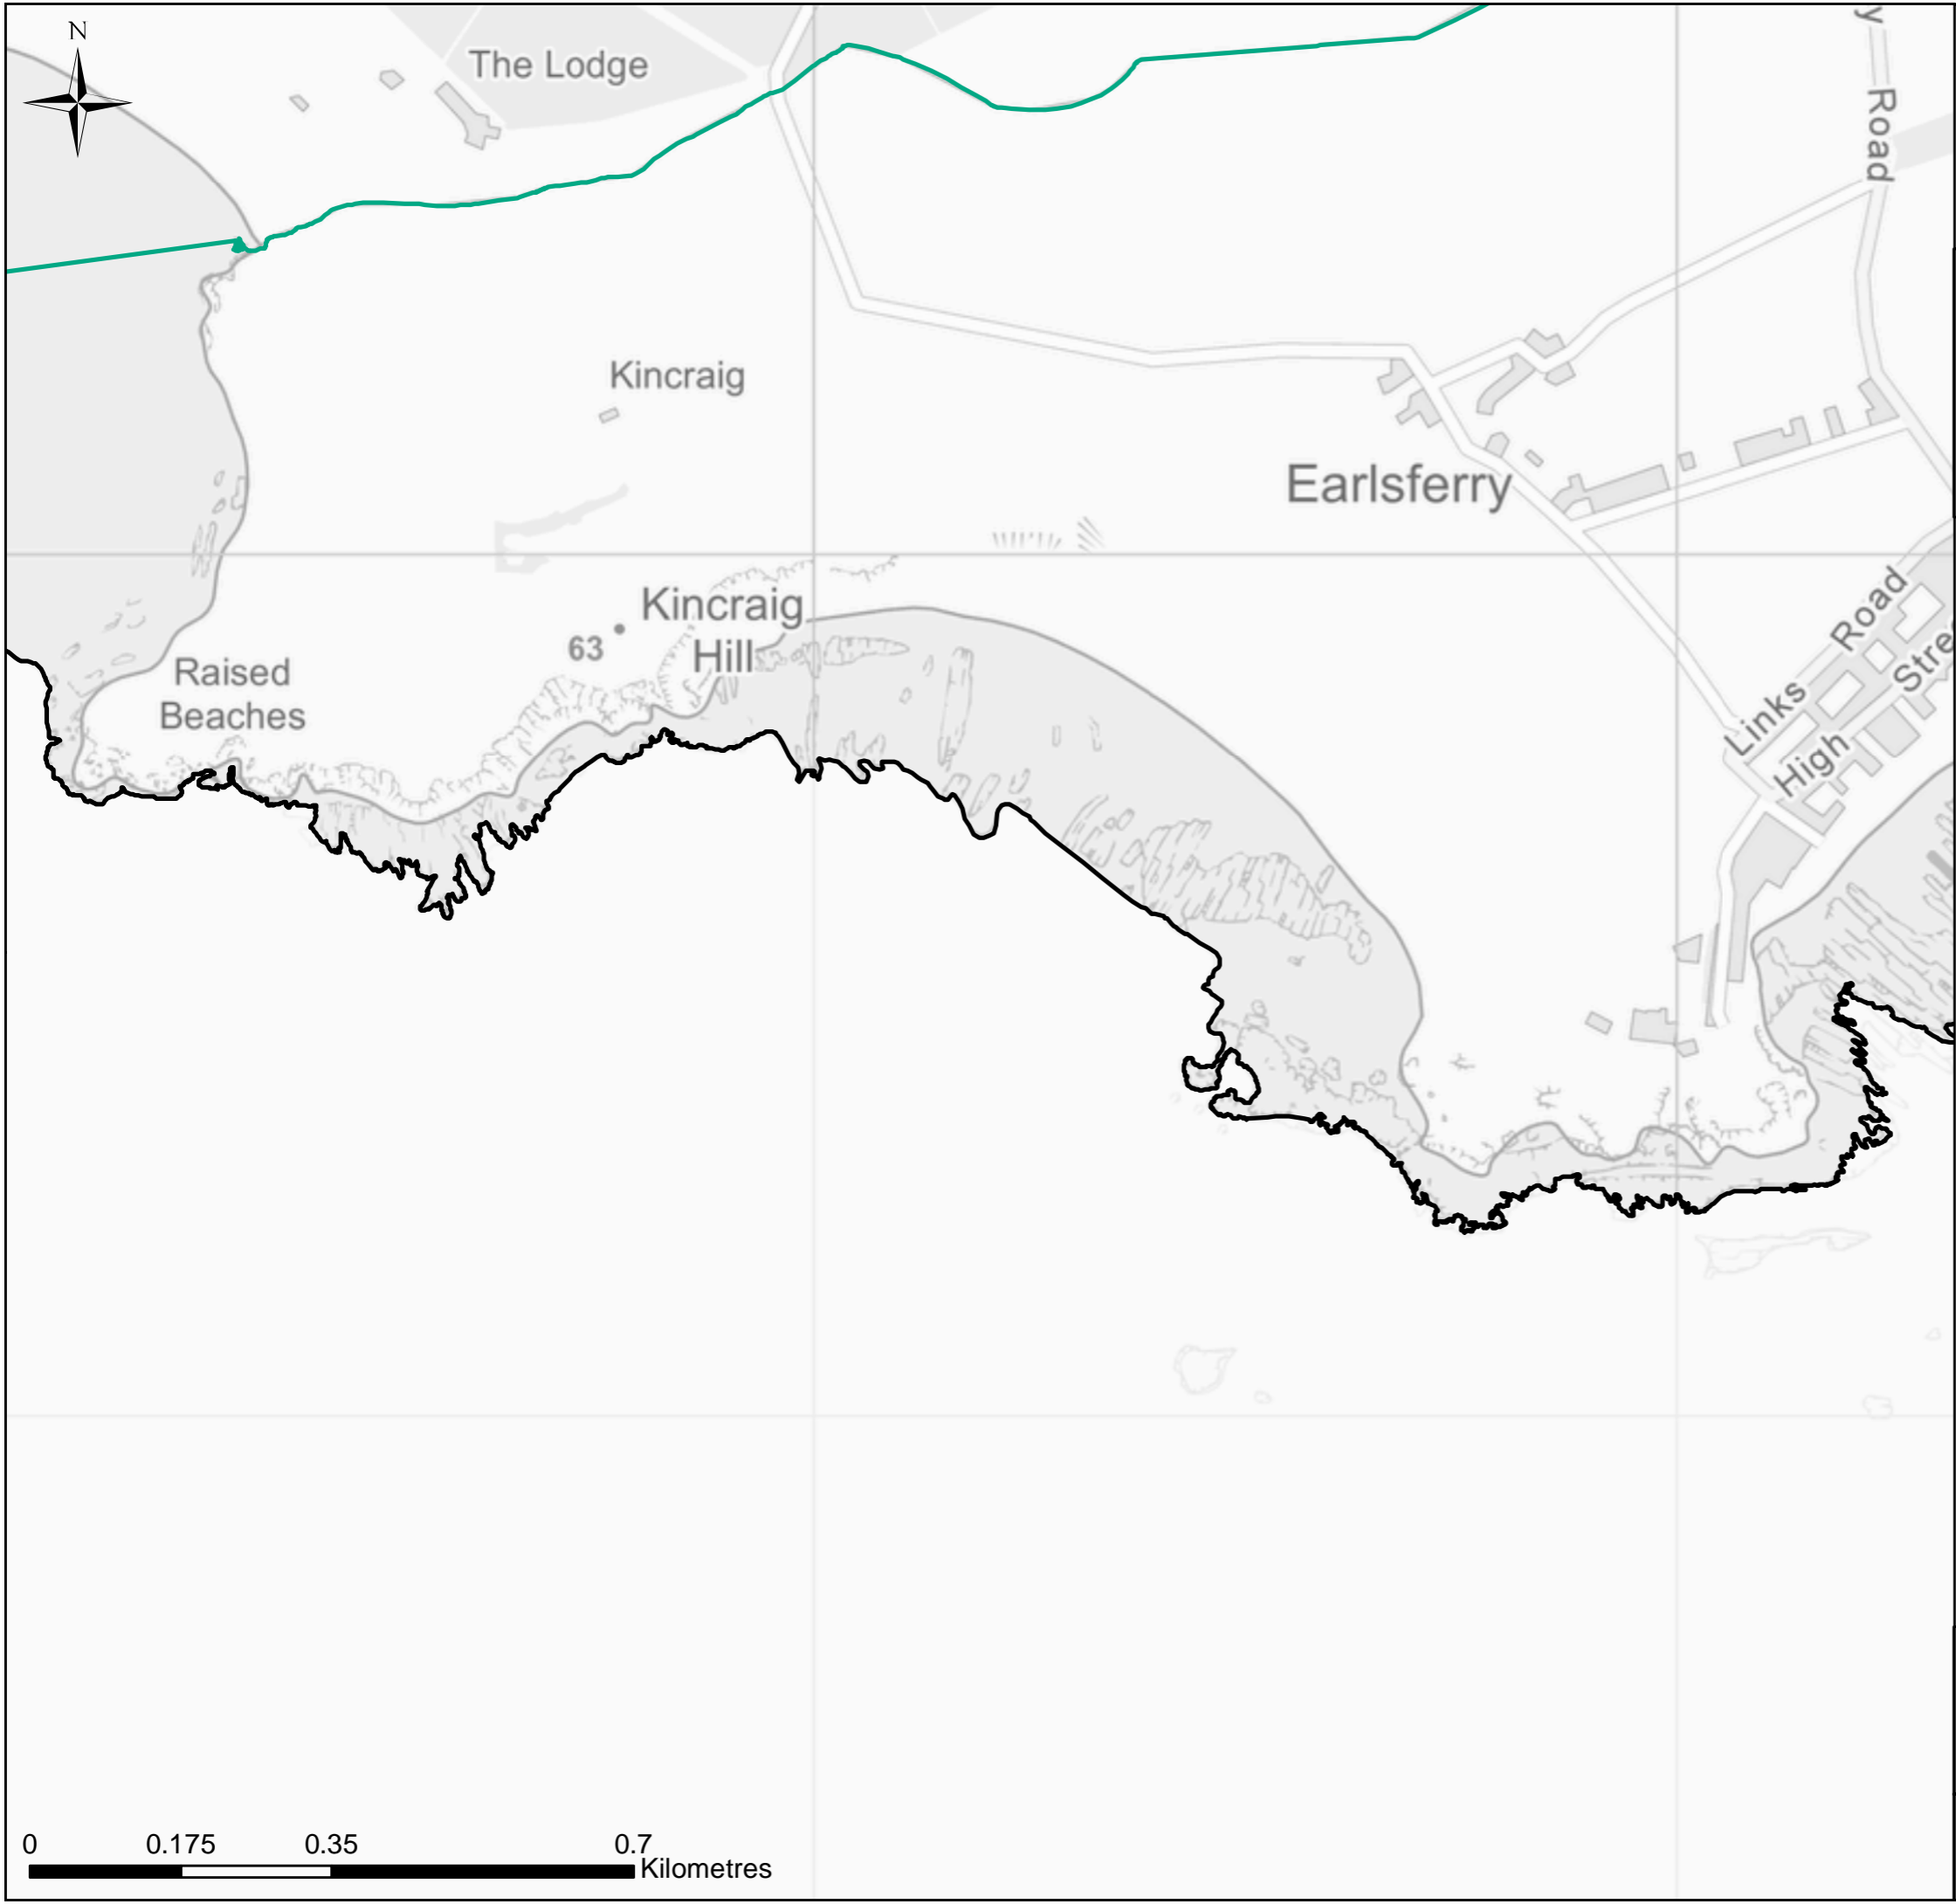 N
The Lodge
Road
Kincraig
Earlsferry
Kincraig
Hill
63
Raised
Beaches
Links Road
High Stre
0 0.175 0.35 0.7
Kilometres